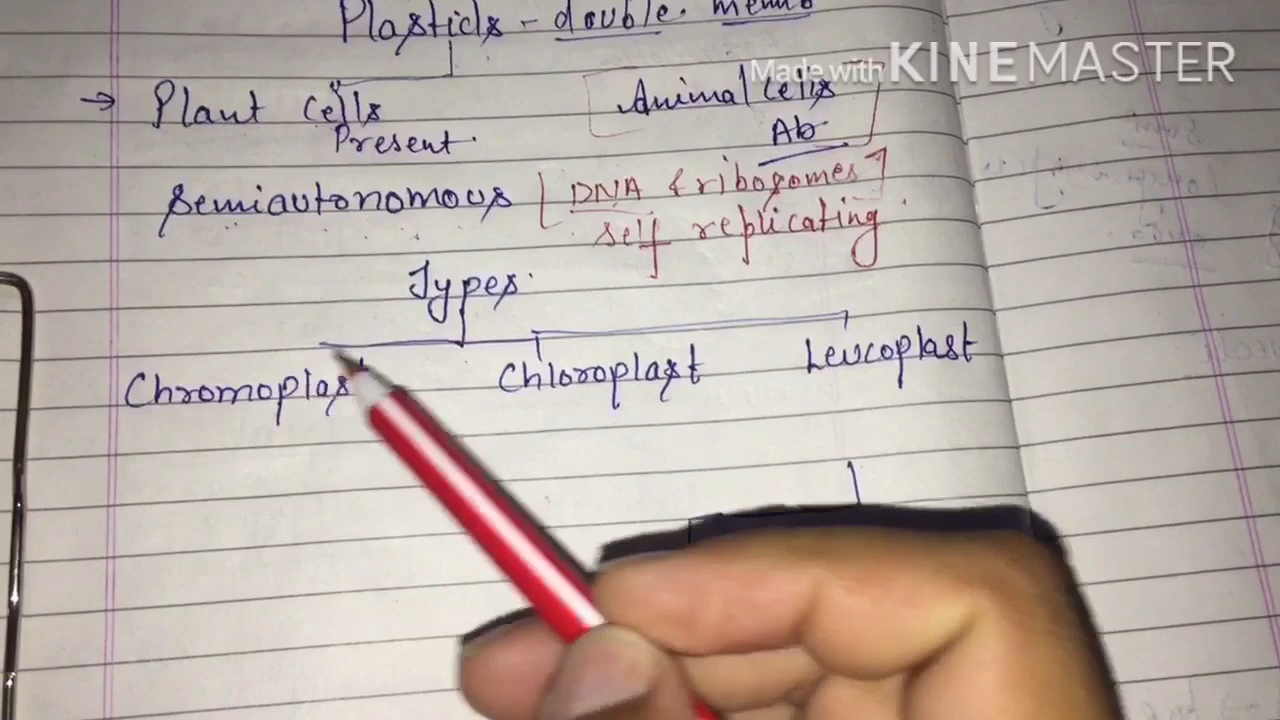 Plastids - double. memb
Made with KINEMASTER
→ Plant Cells
Present.
Animal Cells
Ab
semiautonomous [DNA & ribosomes]
self replicating
Types.
Chromoplast Chloroplast Leucoplast